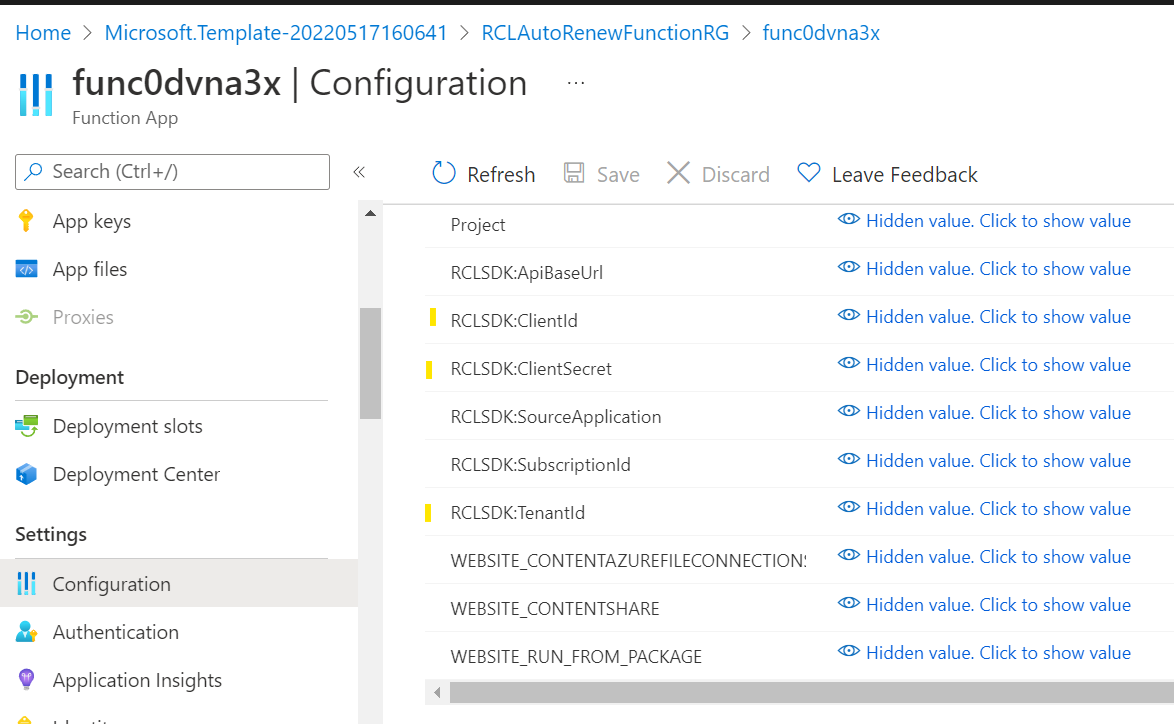 Home > Microsoft.Template-20220517160641 > RCLAutoRenewFunctionRG > func0dvna3x
func0dvna3x | Configuration ...
Function App
Search (Ctrl+/)
«
Refresh
Save
Discard
Leave Feedback
App keys
App files
Proxies
Deployment
Deployment slots
Deployment Center
Settings
Configuration
Authentication
Application Insights
Project Hidden value. Click to show value
RCLSDK:ApiBaseUrl Hidden value. Click to show value
RCLSDK:ClientId Hidden value. Click to show value
RCLSDK:ClientSecret Hidden value. Click to show value
RCLSDK:SourceApplication Hidden value. Click to show value
RCLSDK:SubscriptionId Hidden value. Click to show value
RCLSDK:TenantId Hidden value. Click to show value
WEBSITE_CONTENTAZUREFILECONNECTIONS Hidden value. Click to show value
WEBSITE_CONTENTSHARE Hidden value. Click to show value
WEBSITE_RUN_FROM_PACKAGE Hidden value. Click to show value